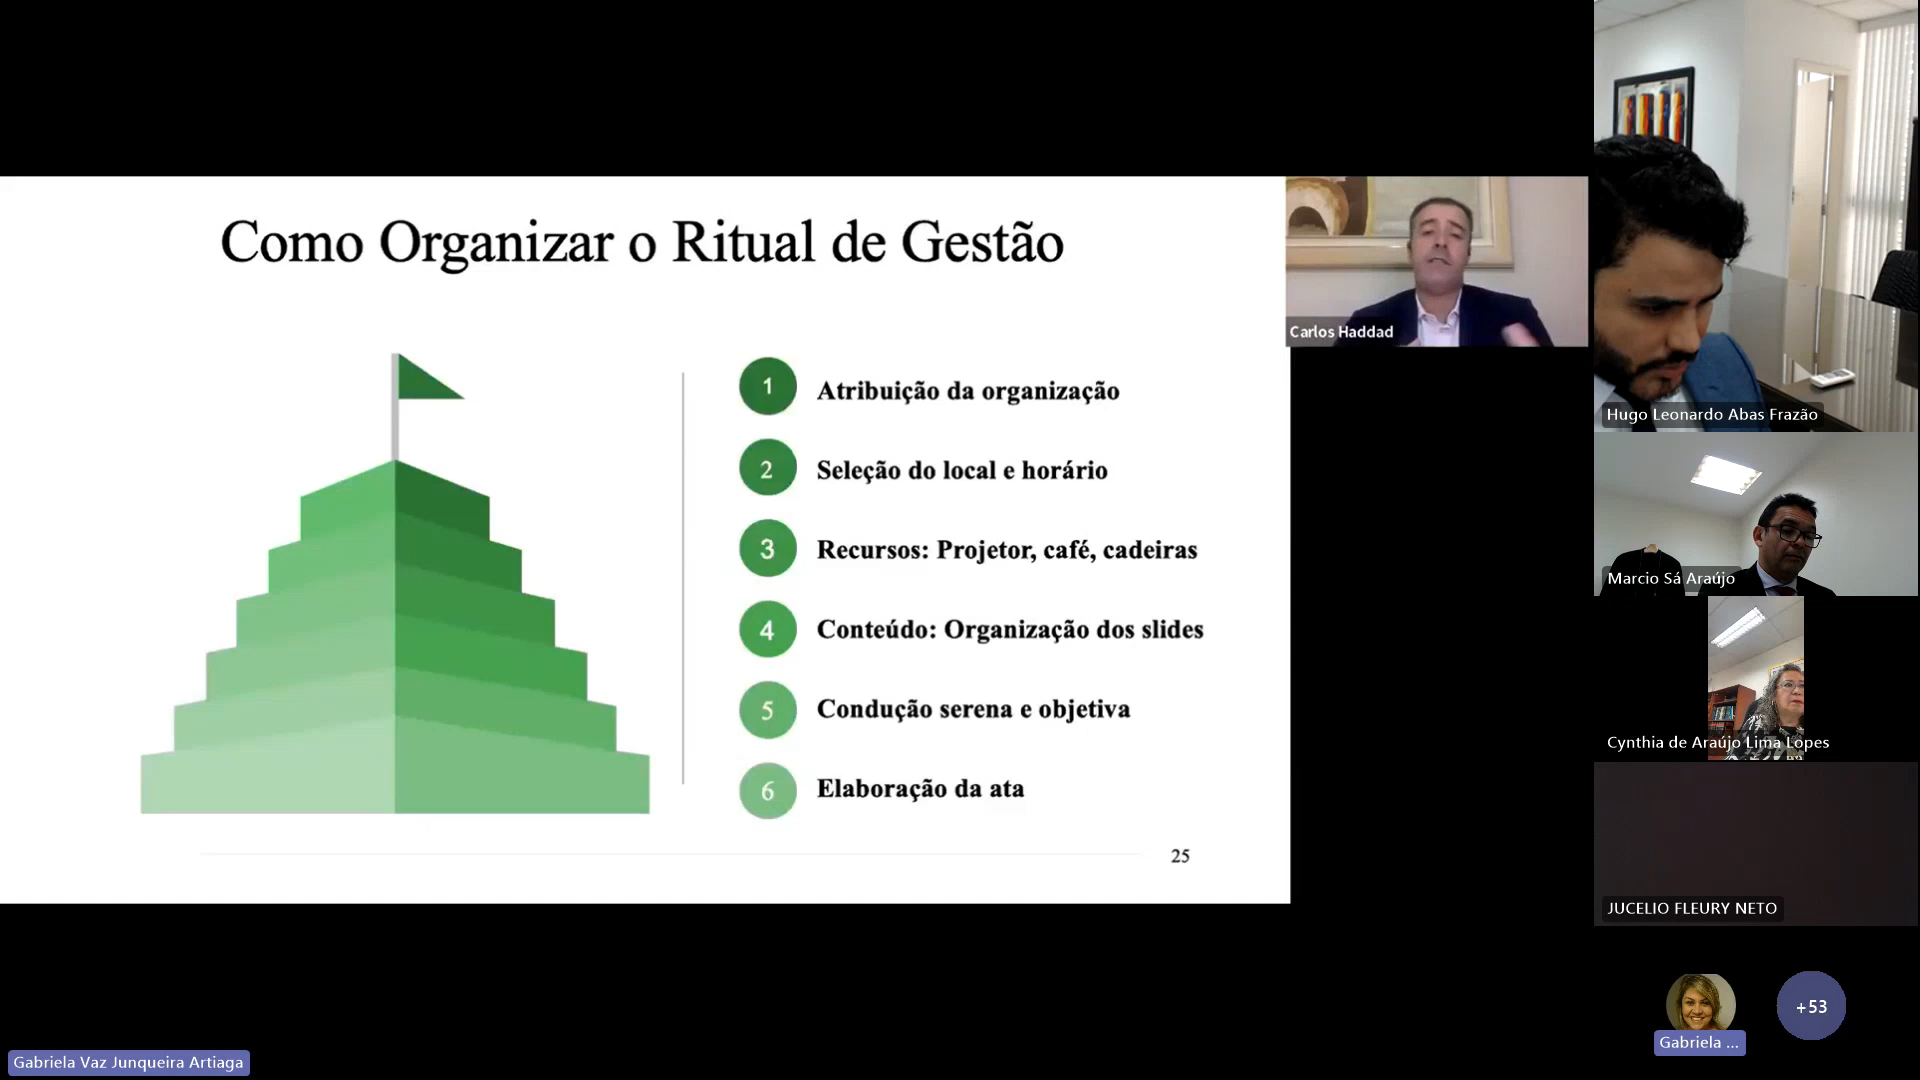 Como Organizar o Ritual de Gestão
1 Atribuição da organização
2 Seleção do local e horário
3 Recursos: Projetor, café, cadeiras
4 Conteúdo: Organização dos slides
5 Condução serena e objetiva
6 Elaboração da ata
25
Carlos Haddad
Hugo Leonardo Abas Frazão
Marcio Sá Araújo
Cynthia de Araújo Lima Lopes
JUCELIO FLEURY NETO
+53
Gabriela ...
Gabriela Vaz Junqueira Artiaga